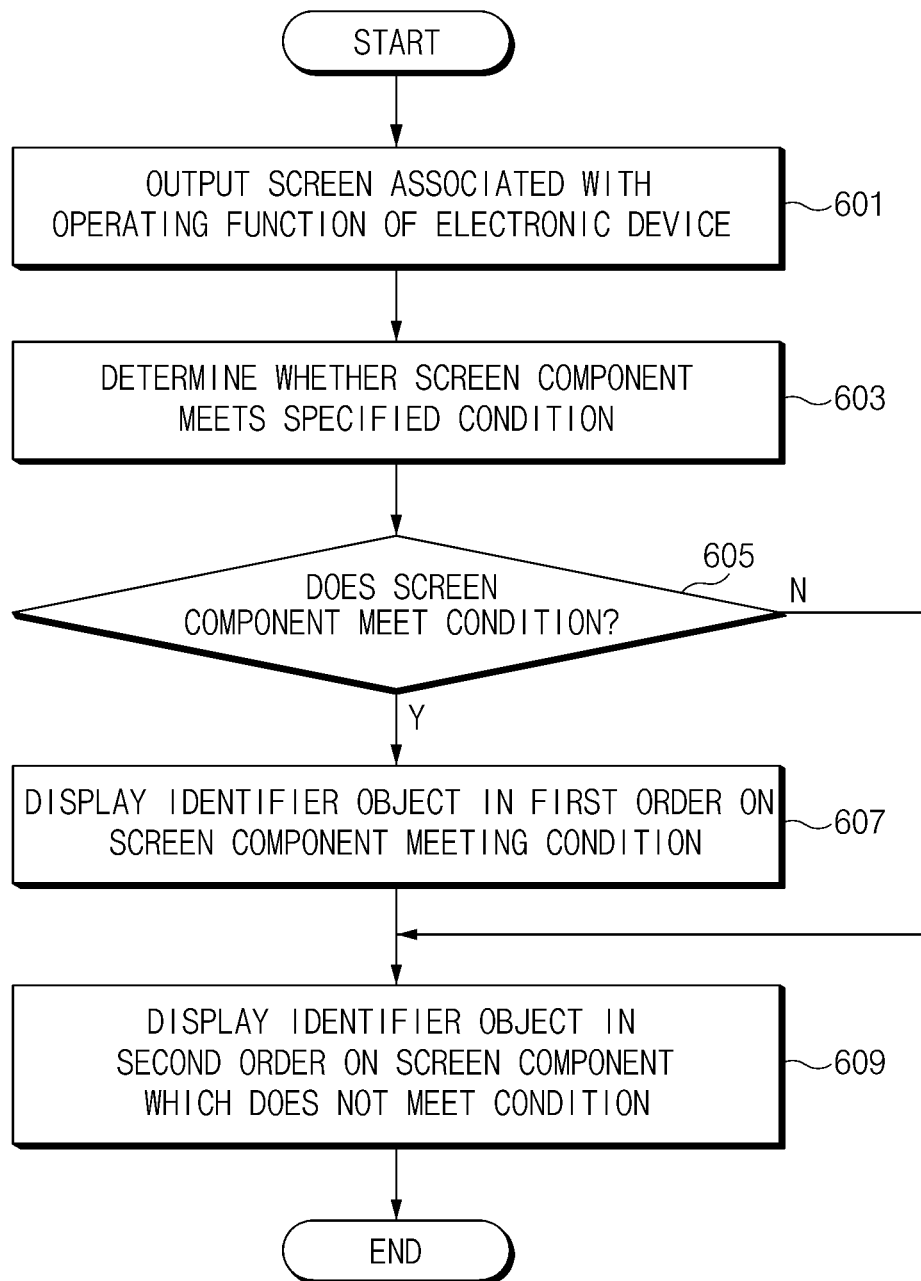 START
OUTPUT SCREEN ASSOCIATED WITH
OPERATING FUNCTION OF ELECTRONIC DEVICE
601
DETERMINE WHETHER SCREEN COMPONENT
MEETS SPECIFIED CONDITION
603
605
DOES SCREEN
COMPONENT MEET CONDITION?
N
Y
DISPLAY IDENTIFIER OBJECT IN FIRST ORDER ON
SCREEN COMPONENT MEETING CONDITION
607
DISPLAY IDENTIFIER OBJECT IN
SECOND ORDER ON SCREEN COMPONENT
WHICH DOES NOT MEET CONDITION
609
END